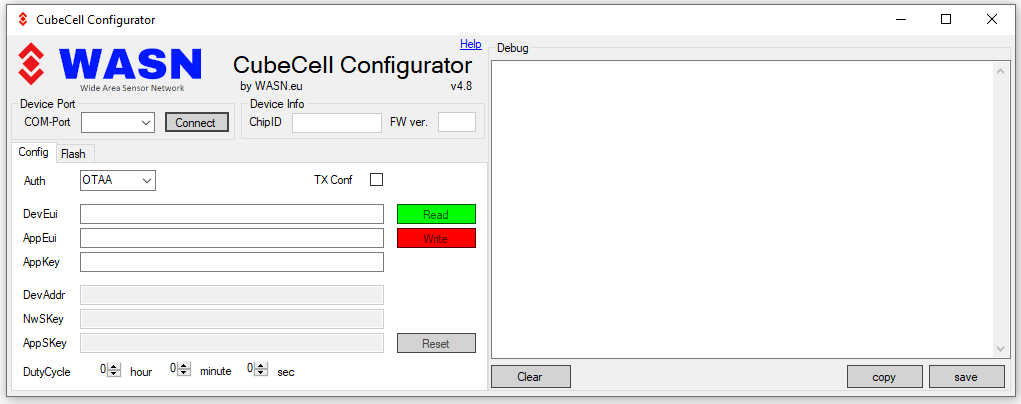 CubeCell Configurator
Help
WASN
Wide Area Sensor Network
CubeCell Configurator
by WASN.eu
v4.8
Device Port
COM-Port
Connect
Device Info
ChipID
FW ver.
Config
Flash
Auth
OTAA
TX Conf
DevEui
Read
AppEui
Write
AppKey
DevAddr
NwSKey
AppSKey
Reset
DutyCycle
0
hour
0
minute
0
sec
Debug
Clear
copy
save